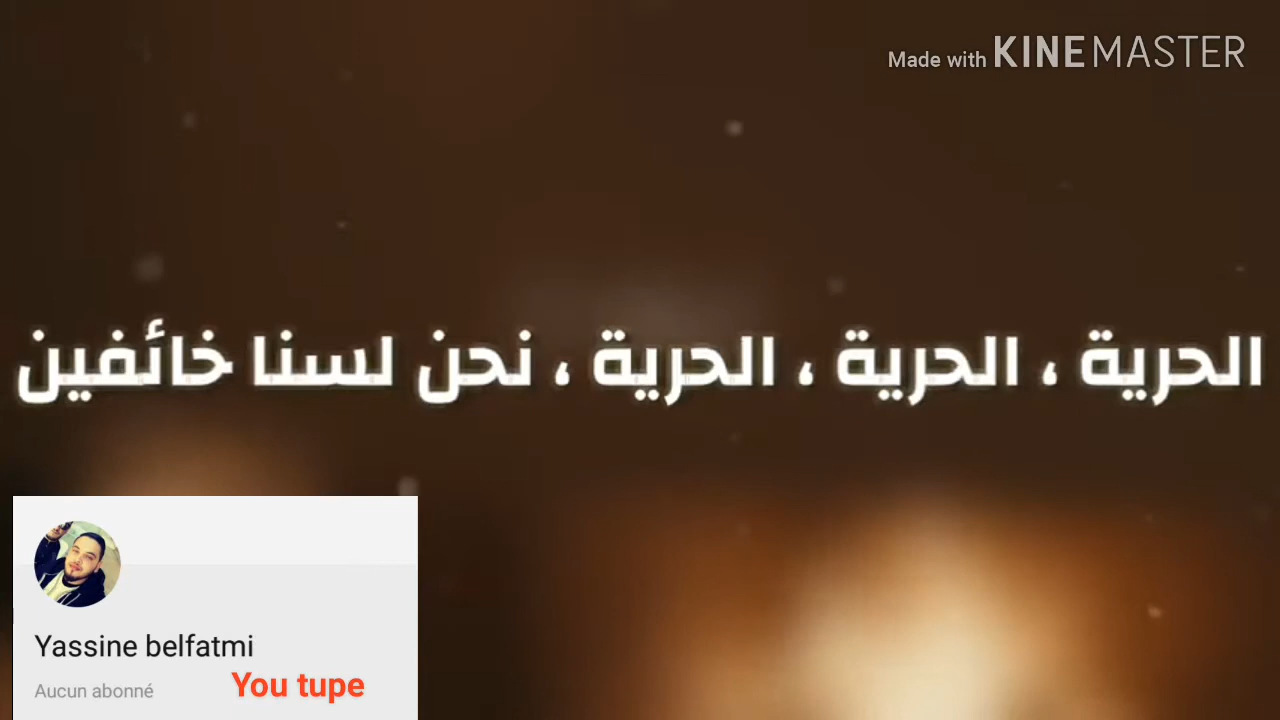 Made with KINEMASTER
الحرية ، الحرية ، الحرية ، نحن لسنا خائفين
Yassine belfatmi
Aucun abonné
You tupe